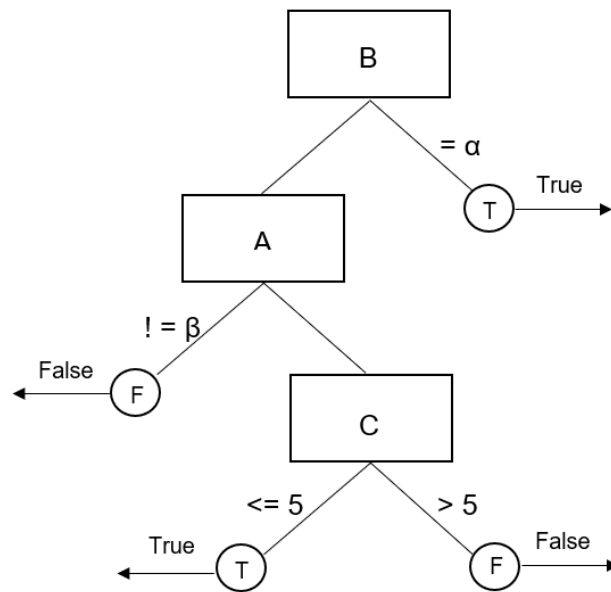 B
= α
T
True
A
! = β
False
F
C
<= 5
> 5
True
T
F
False